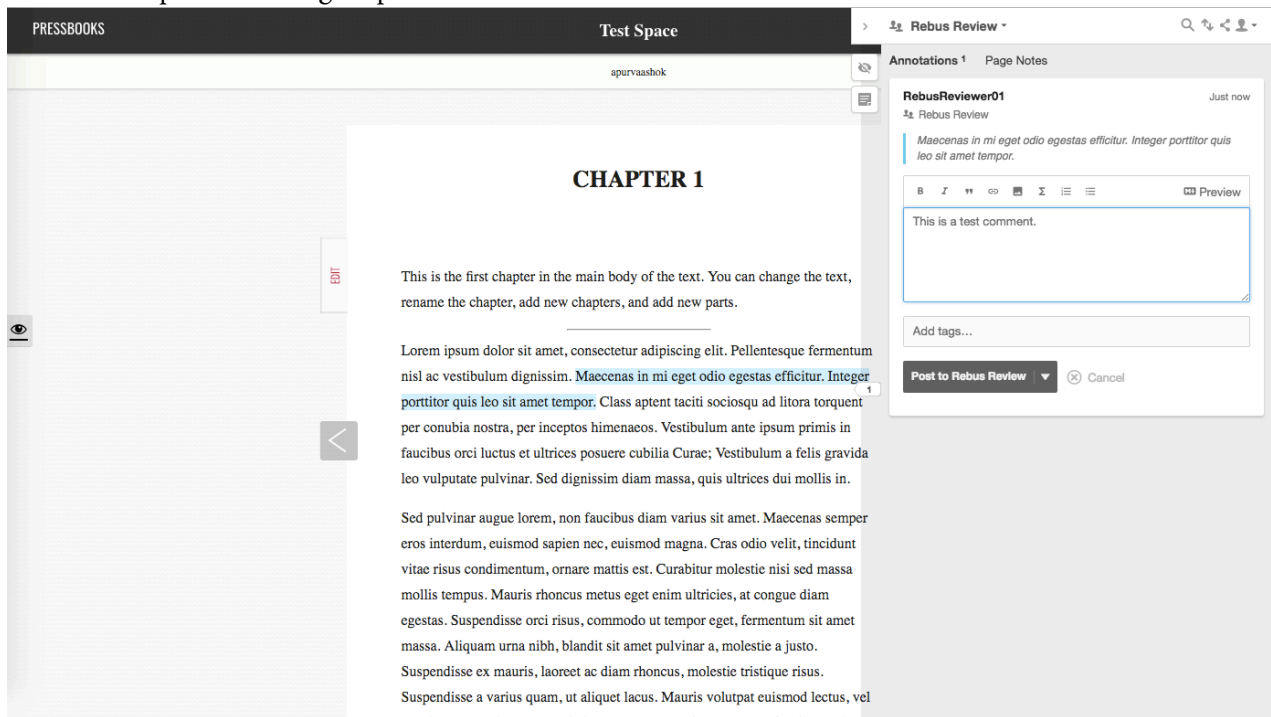 PRESSBOOKS
Test Space
apurvaashok
EDIT
CHAPTER 1
This is the first chapter in the main body of the text. You can change the text,
rename the chapter, add new chapters, and add new parts.
Lorem ipsum dolor sit amet, consectetur adipiscing elit. Pellentesque fermentum
nisl ac vestibulum dignissim. Maecenas in mi eget odio egestas efficitur. Integer
porttitor quis leo sit amet tempor. Class aptent taciti sociosqu ad litora torquent
per conubia nostra, per inceptos himenaeos. Vestibulum ante ipsum primis in
faucibus orci luctus et ultrices posuere cubilia Curae; Vestibulum a felis gravida
leo vulputate pulvinar. Sed dignissim diam massa, quis ultrices dui mollis in.
Sed pulvinar augue lorem, non faucibus diam varius sit amet. Maecenas semper
eros interdum, euismod sapien nec, euismod magna. Cras odio velit, tincidunt
vitae risus condimentum, ornare mattis est. Curabitur molestie nisi sed massa
mollis tempus. Mauris rhoncus metus eget enim ultricies, at congue diam
egestas. Suspendisse orci risus, commodo ut tempor eget, fermentum sit amet
massa. Aliquam urna nibh, blandit sit amet pulvinar a, molestie a justo.
Suspendisse ex mauris, laoreet ac diam rhoncus, molestie tristique risus.
Suspendisse a varius quam, ut aliquet lacus. Mauris volutpat euismod lectus, vel
1
Rebus Review
Annotations 1 Page Notes
RebusReviewer01 Just now
Rebus Review
Maecenas in mi eget odio egestas efficitur. Integer porttitor quis
leo sit amet tempor.
B I Σ Preview
This is a test comment.
Add tags...
Post to Rebus Review Cancel